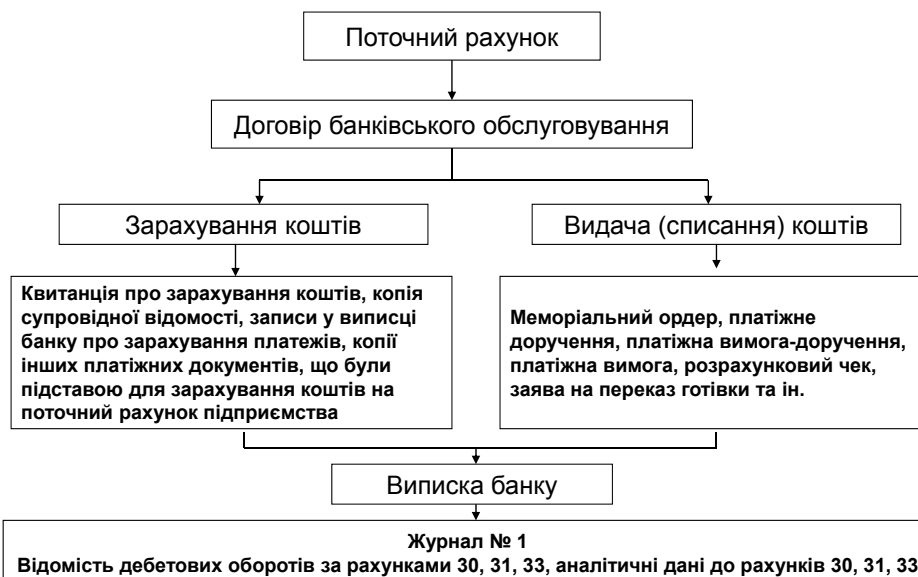 Поточний рахунок
Договір банківського обслуговування
Зарахування коштів
Видача (списання) коштів
Квитанція про зарахування коштів, копія
супровідної відомості, записи у виписці
банку про зарахування платежів, копії
інших платіжних документів, що були
підставою для зарахування коштів на
поточний рахунок підприємства
Меморіальний ордер, платіжне
доручення, платіжна вимога-доручення,
платіжна вимога, розрахунковий чек,
заява на переказ готівки та ін.
Виписка банку
Журнал № 1
Відомість дебетових оборотів за рахунками 30, 31, 33, аналітичні дані до рахунків 30, 31, 33